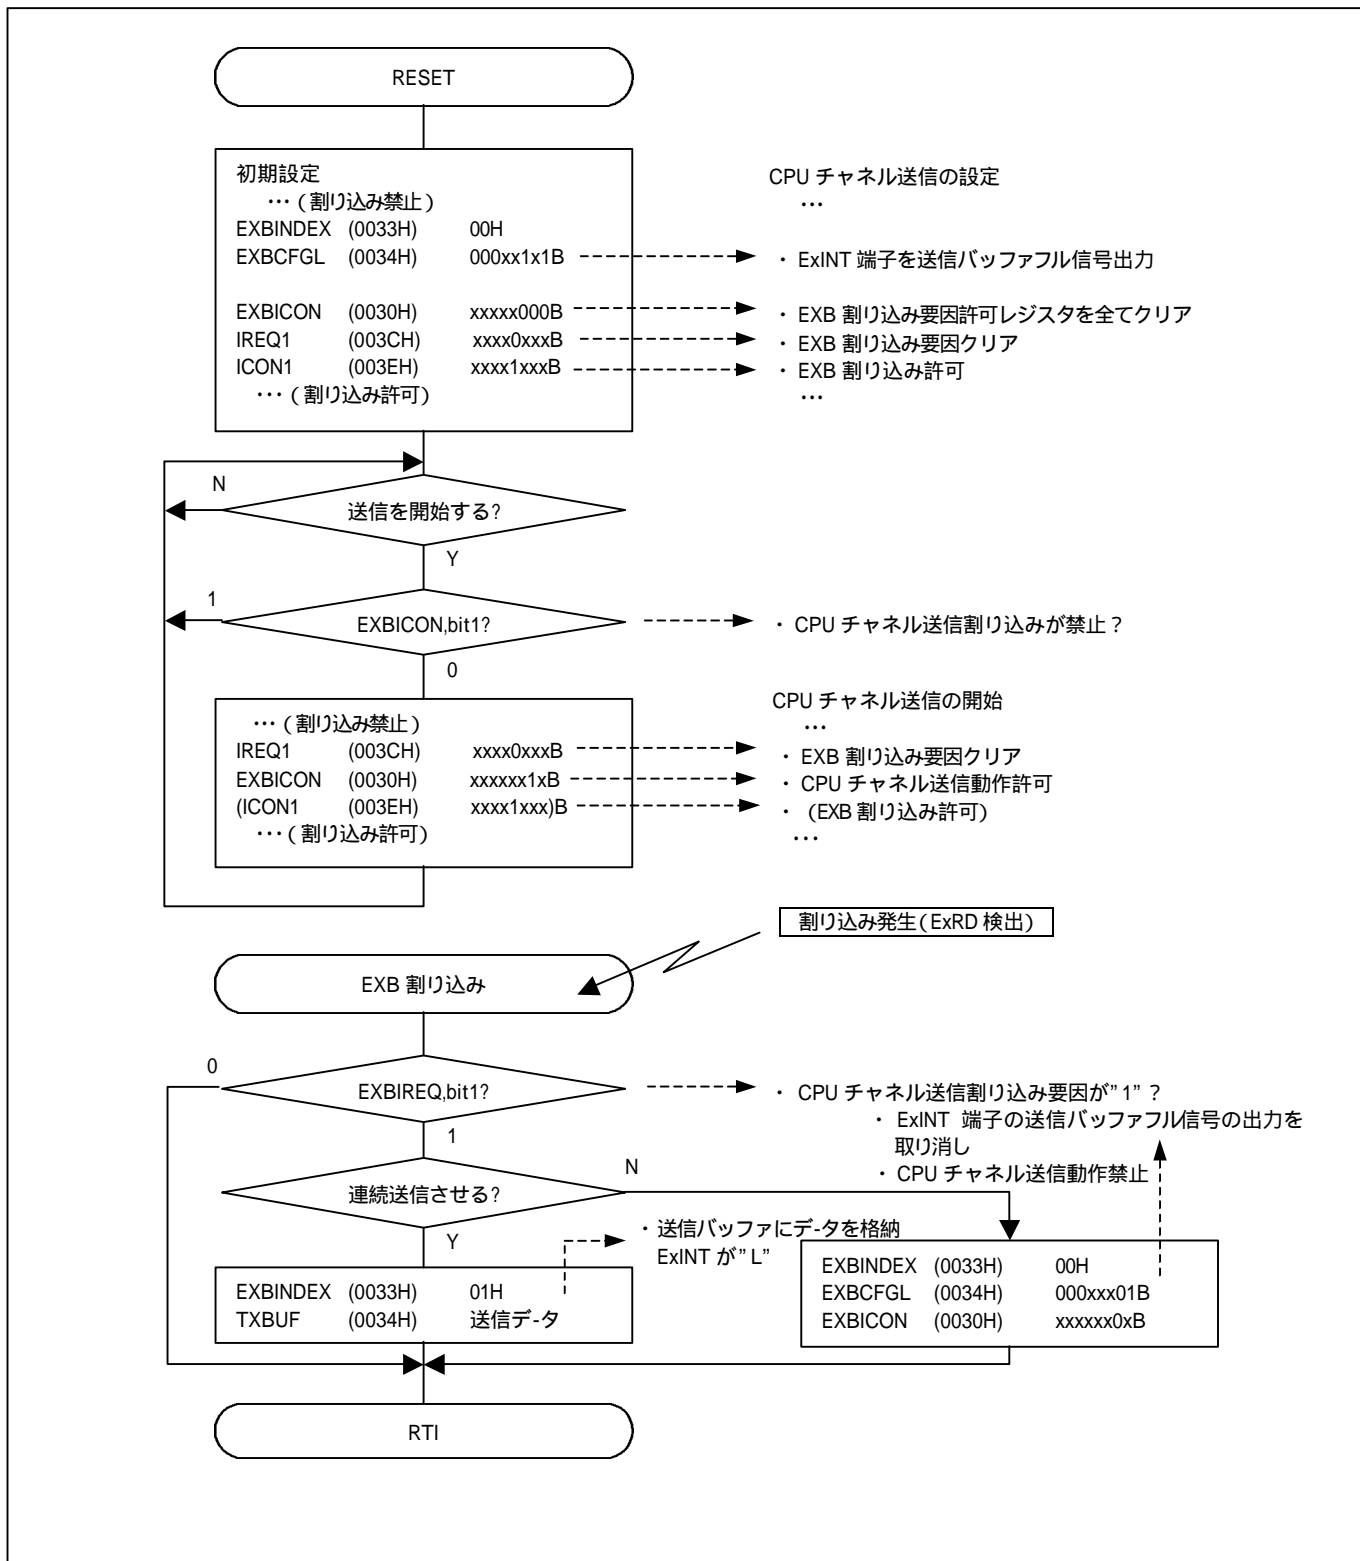 RESET
初期設定
･･･(割り込み禁止)
EXBINDEX (0033H) 00H
EXBCFGL (0034H) 000xx1x1B
EXBICON (0030H) xxxxx000B
IREQ1 (003CH) xxxx0xxxB
ICON1 (003EH) xxxx1xxxB
･･･(割り込み許可)
CPU チャネル送信の設定
･･･
・ ExINT 端子を送信バッファフル信号出力
・ EXB 割り込み要因許可レジスタを全てクリア
・ EXB 割り込み要因クリア
・ EXB 割り込み許可
･･･
N
送信を開始する?
Y
1
EXBICON,bit1?
・ CPU チャネル送信割り込みが禁止？
0
･･･(割り込み禁止)
IREQ1 (003CH) xxxx0xxxB
EXBICON (0030H) xxxxxx1xB
(ICON1 (003EH) xxxx1xxx)B
･･･(割り込み許可)
CPU チャネル送信の開始
･･･
・ EXB 割り込み要因クリア
・ CPU チャネル送信動作許可
・ (EXB 割り込み許可)
･･･
割り込み発生(ExRD 検出)
EXB 割り込み
0
EXBIREQ,bit1?
・ CPU チャネル送信割り込み要因が"1"？
1
・ ExINT 端子の送信バッファフル信号の出力を
取り消し
・ CPU チャネル送信動作禁止
N
連続送信させる?
Y
・送信バッファにデ-タを格納
ExINT が"L"
EXBINDEX (0033H) 01H
TXBUF (0034H) 送信デ-タ
EXBINDEX (0033H) 00H
EXBCFGL (0034H) 000xxx01B
EXBICON (0030H) xxxxxx0xB
RTI